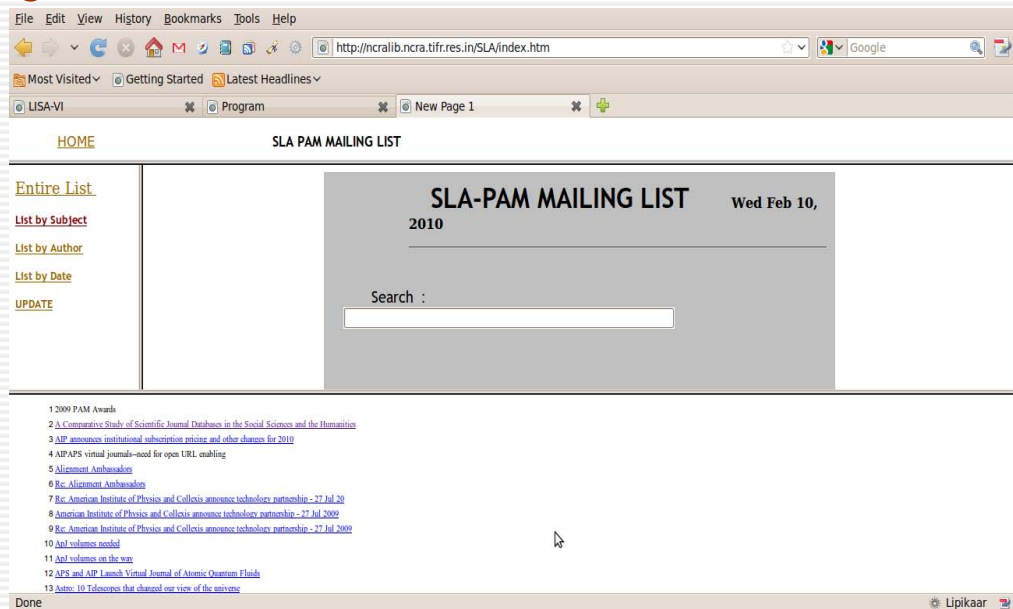 File Edit View History Bookmarks Tools Help
http://ncralib.ncra.tifr.res.in/SLA/index.htm
Google
Most Visited Getting Started Latest Headlines
LISA-VI Program New Page 1
HOME SLA PAM MAILING LIST
Entire List
List by Subject
List by Author
List by Date
UPDATE
SLA-PAM MAILING LIST Wed Feb 10,
2010
Search :
1 2009 PAM Awards
2 A Comparative Study of Scientific Journal Databases in the Social Sciences and the Humanities
3 AIP announces institutional subscription pricing and other changes for 2010
4 AIPAPS virtual journals--need for open URL enabling
5 Alignment Ambassadors
6 Re: Alignment Ambassadors
7 Re: American Institute of Physics and Collexis announce technology partnership - 27 Jul 20
8 American Institute of Physics and Collexis announce technology partnership - 27 Jul 2009
9 Re: American Institute of Physics and Collexis announce technology partnership - 27 Jul 2009
10 ApJ volumes needed
11 ApJ volumes on the way
12 APS and AIP Launch Virtual Journal of Atomic Quantum Fluids
13 Astro: 10 Telescopes that changed our view of the universe
Done Lipikaar